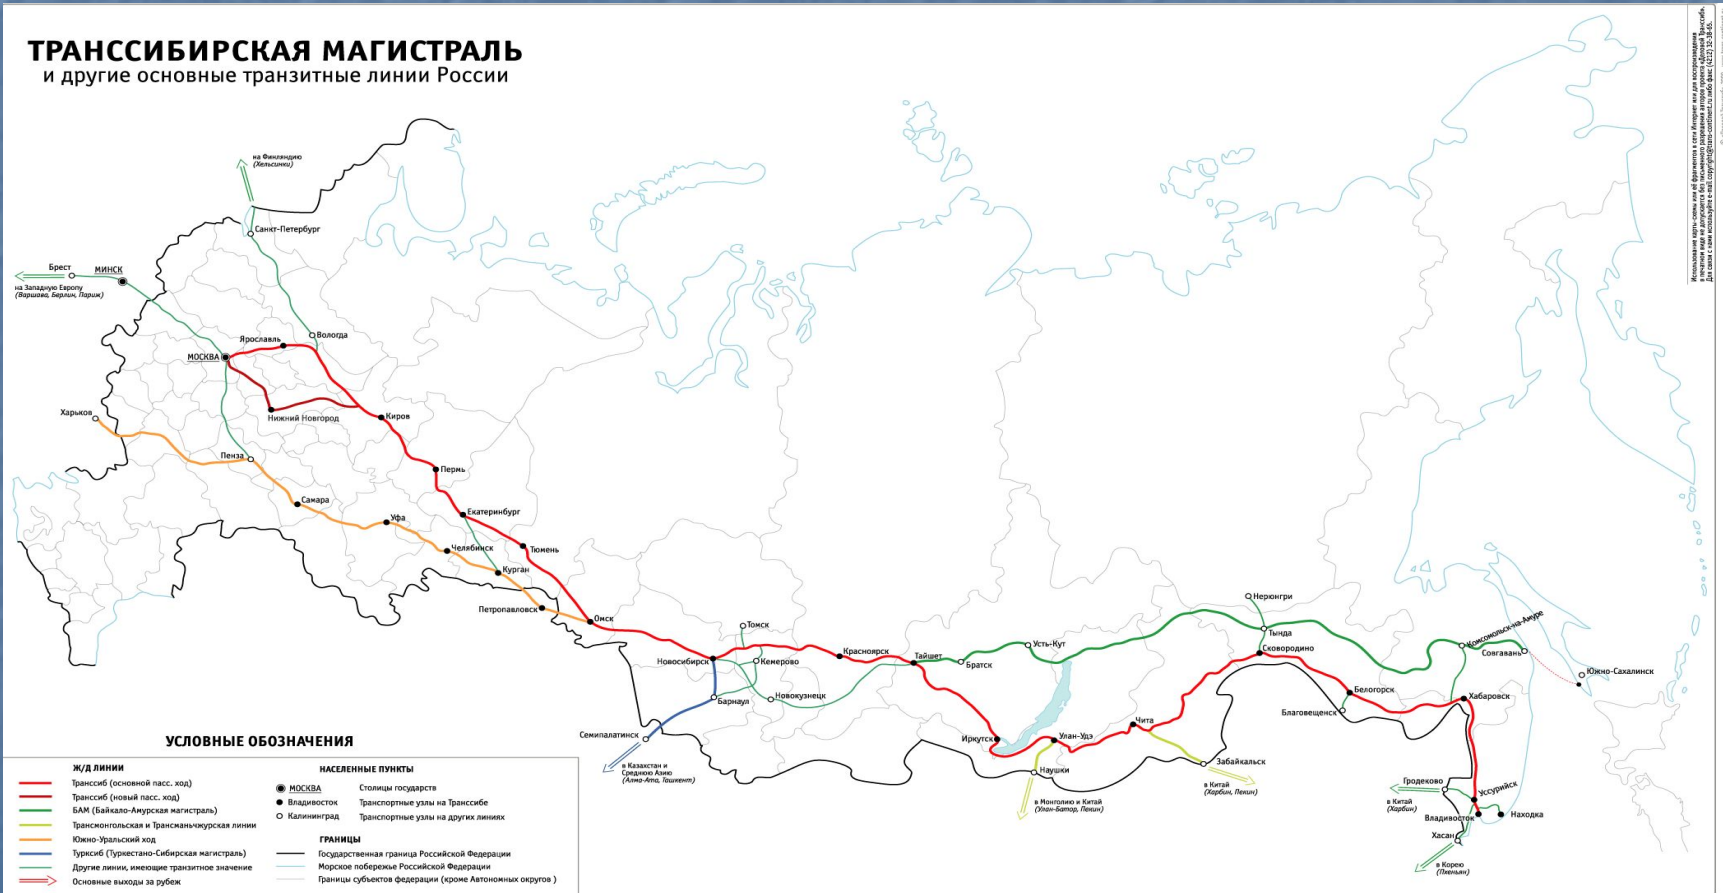 ТРАНССИБИРСКАЯ МАГИСТРАЛЬ
и другие основные транзитные линии России
на Финляндию
(Хельсинки)
Санкт-Петербург
Брест
МИНСК
на Западную Европу
(Варшава, Берлин, Париж)
Вологда
Ярославль
МОСКВА
Нижний Новгород
Киров
Харьков
Пенза
Пермь
Самара
Екатеринбург
Уфа
Челябинск
Тюмень
Курган
Петропавловск
Омск
Томск
Новосибирск
Кемерово
Красноярск
Тайшет
Братск
Усть-Кут
Нерюнгри
Тында
Сковородино
Комсомольск-на-Амуре
Совгавань
Южно-Сахалинск
Барнаул
Новокузнецк
Белогорск
Благовещенск
Хабаровск
Семипалатинск
Иркутск
Улан-Удэ
Чита
в Казахстан и
Среднюю Азию
(Алма-Ата, Ташкент)
Наушки
Забайкальск
в Китай
(Харбин, Пекин)
в Монголию и Китай
(Улан-Батор, Пекин)
Гродеково
Уссурийск
в Китай
(Харбин)
Владивосток
Находка
Хасан
в Корею
(Пхеньян)
УСЛОВНЫЕ ОБОЗНАЧЕНИЯ
Ж/Д ЛИНИИ
Транссиб (основной пасс. ход)
Транссиб (новый пасс. ход)
БАМ (Байкало-Амурская магистраль)
Трансмонгольская и Трансманьчжурская линии
Южно-Уральский ход
Турксиб (Туркестано-Сибирская магистраль)
Другие линии, имеющие транзитное значение
Основные выходы за рубеж
НАСЕЛЕННЫЕ ПУНКТЫ
МОСКВА Столицы государств
Владивосток Транспортные узлы на Транссибе
Калининград Транспортные узлы на других линиях
ГРАНИЦЫ
Государственная граница Российской Федерации
Морское побережье Российской Федерации
Границы субъектов федерации (кроме Автономных округов )